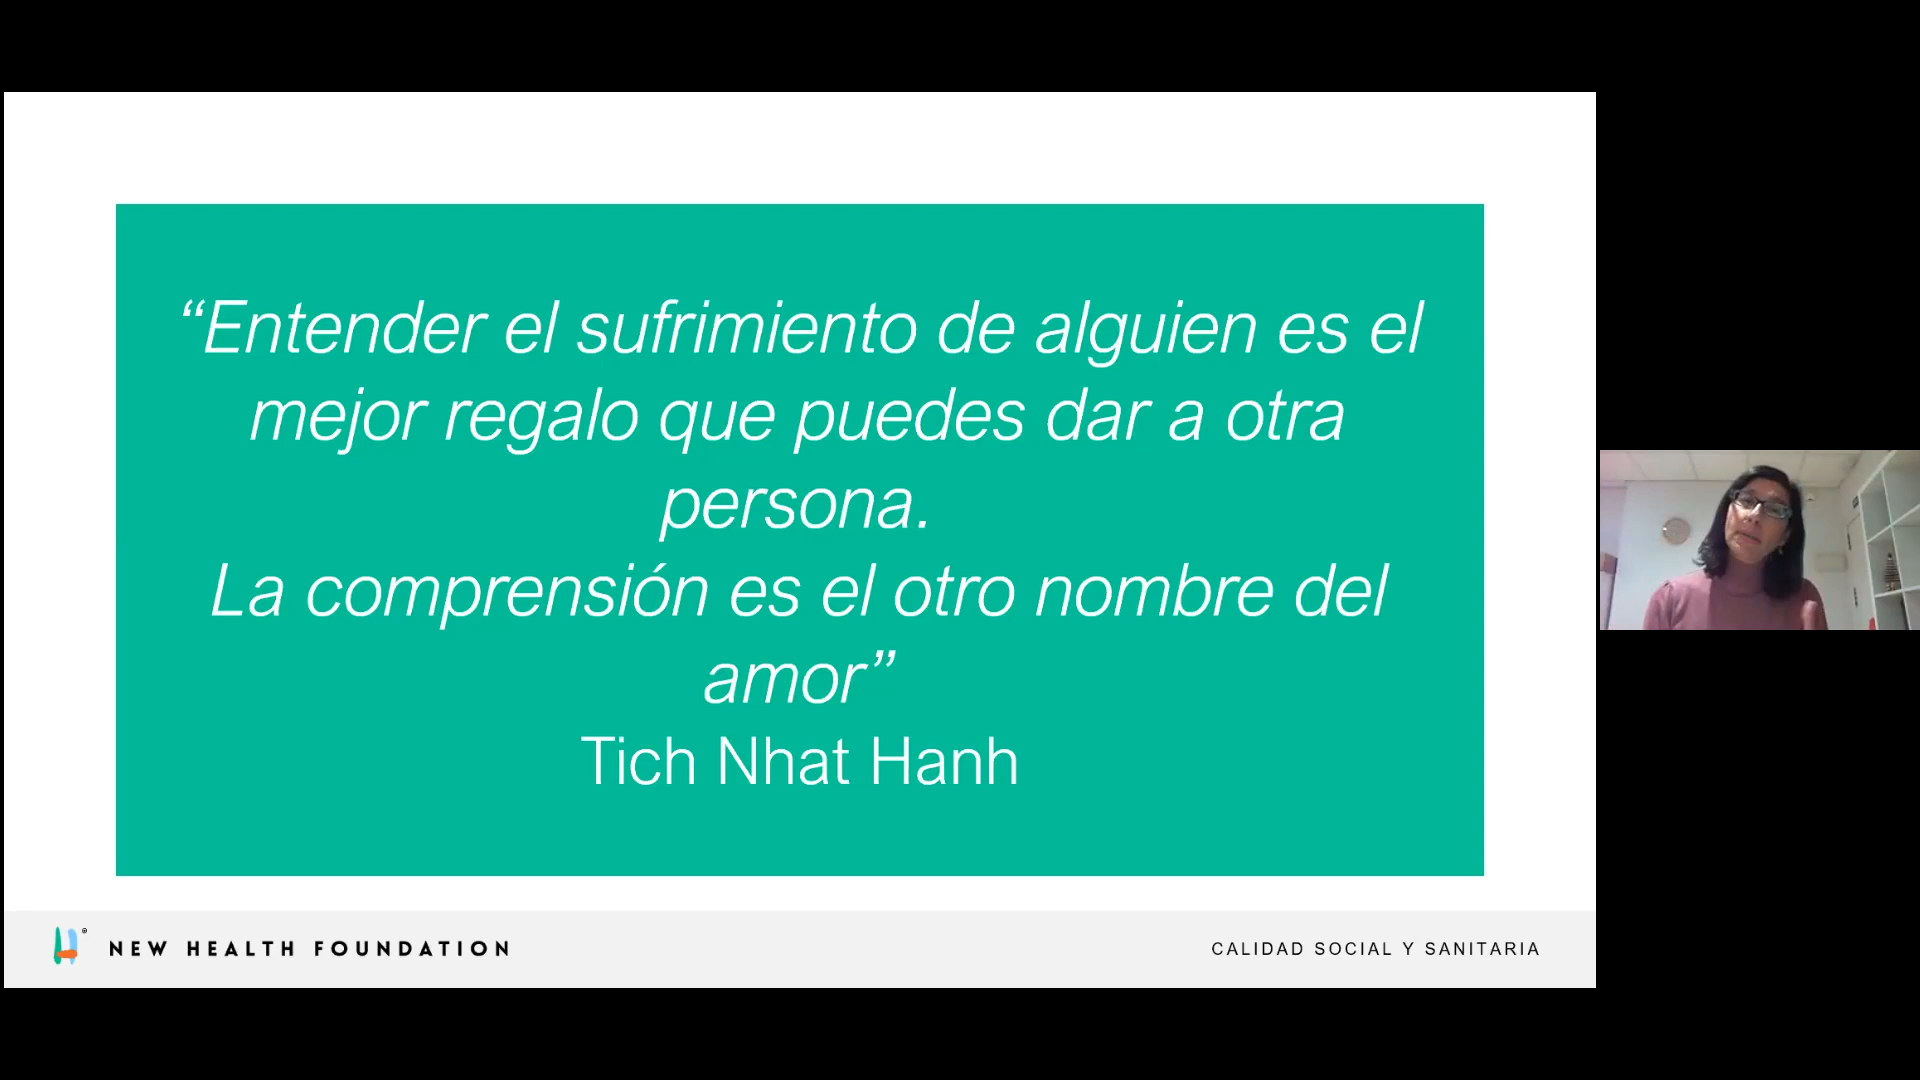 “Entender el sufrimiento de alguien es el
mejor regalo que puedes dar a otra
persona.
La comprensión es el otro nombre del
amor”
Tich Nhat Hanh
NEW HEALTH FOUNDATION
CALIDAD SOCIAL Y SANITARIA